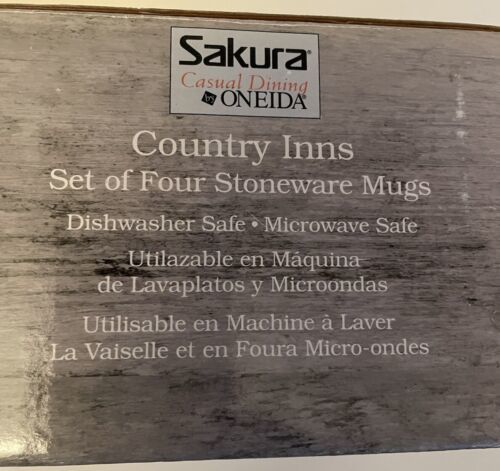 Sakura®
Casual Dining
ONEIDA®
Country Inns
Set of Four Stoneware Mugs
Dishwasher Safe • Microwave Safe
Utilazable en Máquina
de Lavaplatos y Microondas
Utilisable en Machine à Laver
La Vaiselle et en Foura Micro-ondes